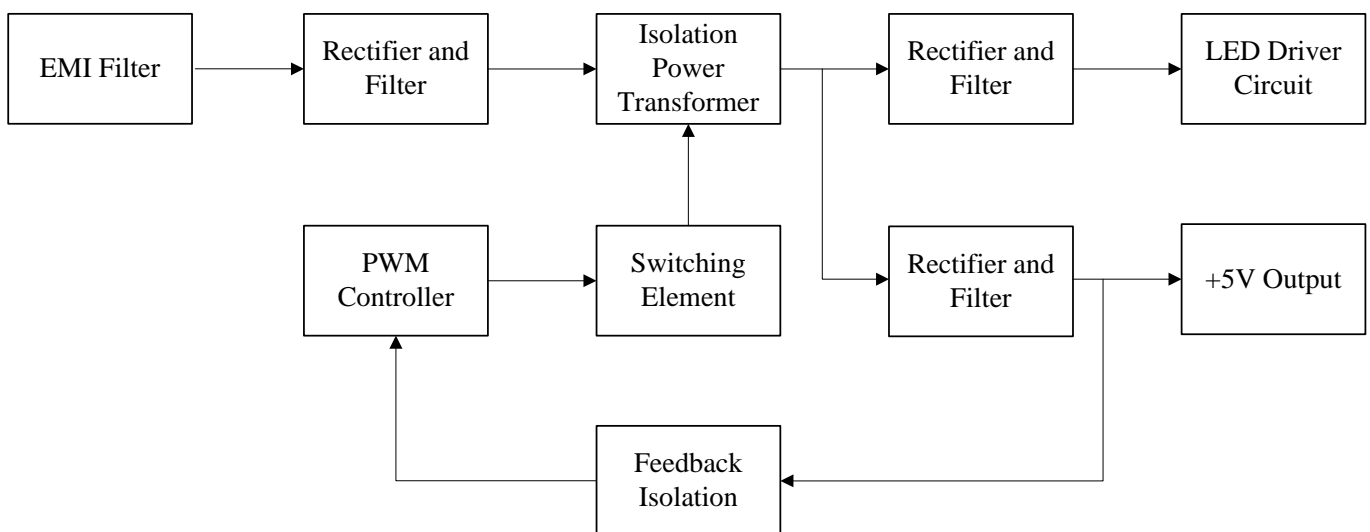 EMI Filter
Rectifier and
Filter
Isolation
Power
Transformer
Rectifier and
Filter
LED Driver
Circuit
PWM
Controller
Switching
Element
Rectifier and
Filter
+5V Output
Feedback
Isolation